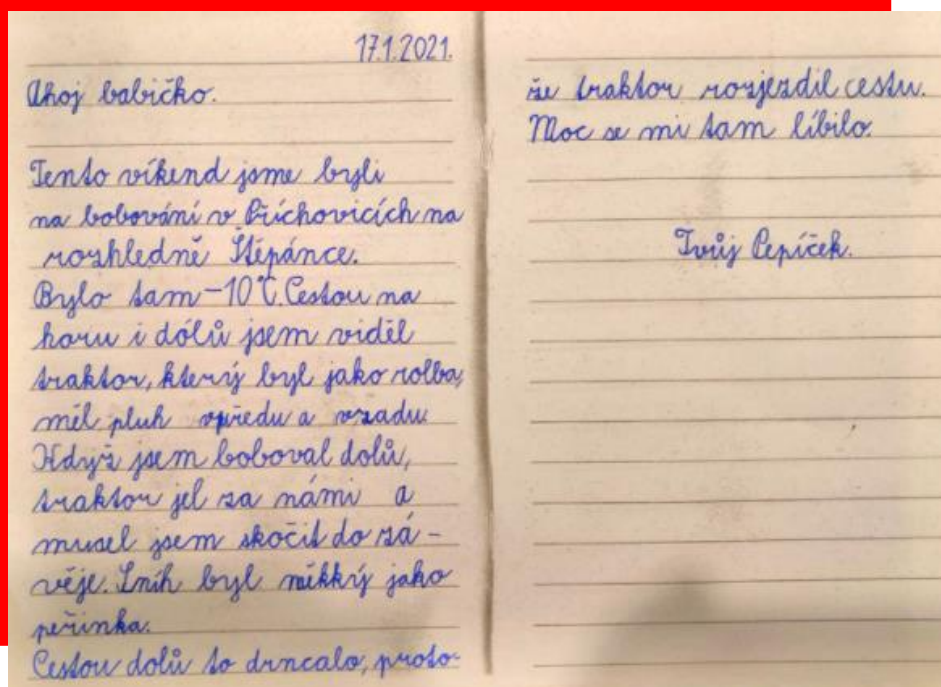 17.1.2021.
Ahoj babičko.
Tento víkend jsme byli
na bobování v Příchovicích na
rozhledně Štěpánce.
Bylo tam -10°C. Cestou na
horu i dólů jsem viděl
traktor, který byl jako rolba,
měl pluh vpředu a vzadu
Když jsem boboval dolů,
traktor jel za námi a
musel jsem skočit do zá-
věje. Sníh byl měkký jako
peřinka.
Cestou dolů to drncalo, proto-
že traktor rozjezdil cestu.
Moc se mi tam líbilo.
Tvůj Pepíček.